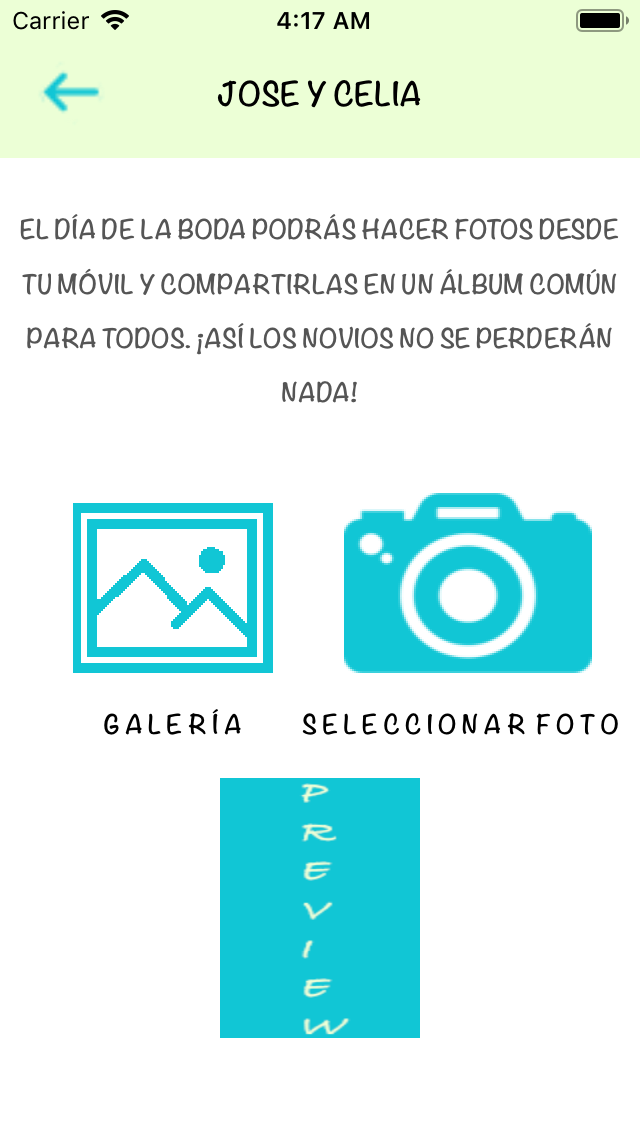 Carrier 4:17 AM
JOSE Y CELIA
EL DÍA DE LA BODA PODRÁS HACER FOTOS DESDE
TU MÓVIL Y COMPARTIRLAS EN UN ÁLBUM COMÚN
PARA TODOS. ¡ASÍ LOS NOVIOS NO SE PERDERÁN
NADA!
GALERÍA SELECCIONAR FOTO
PREVIEW